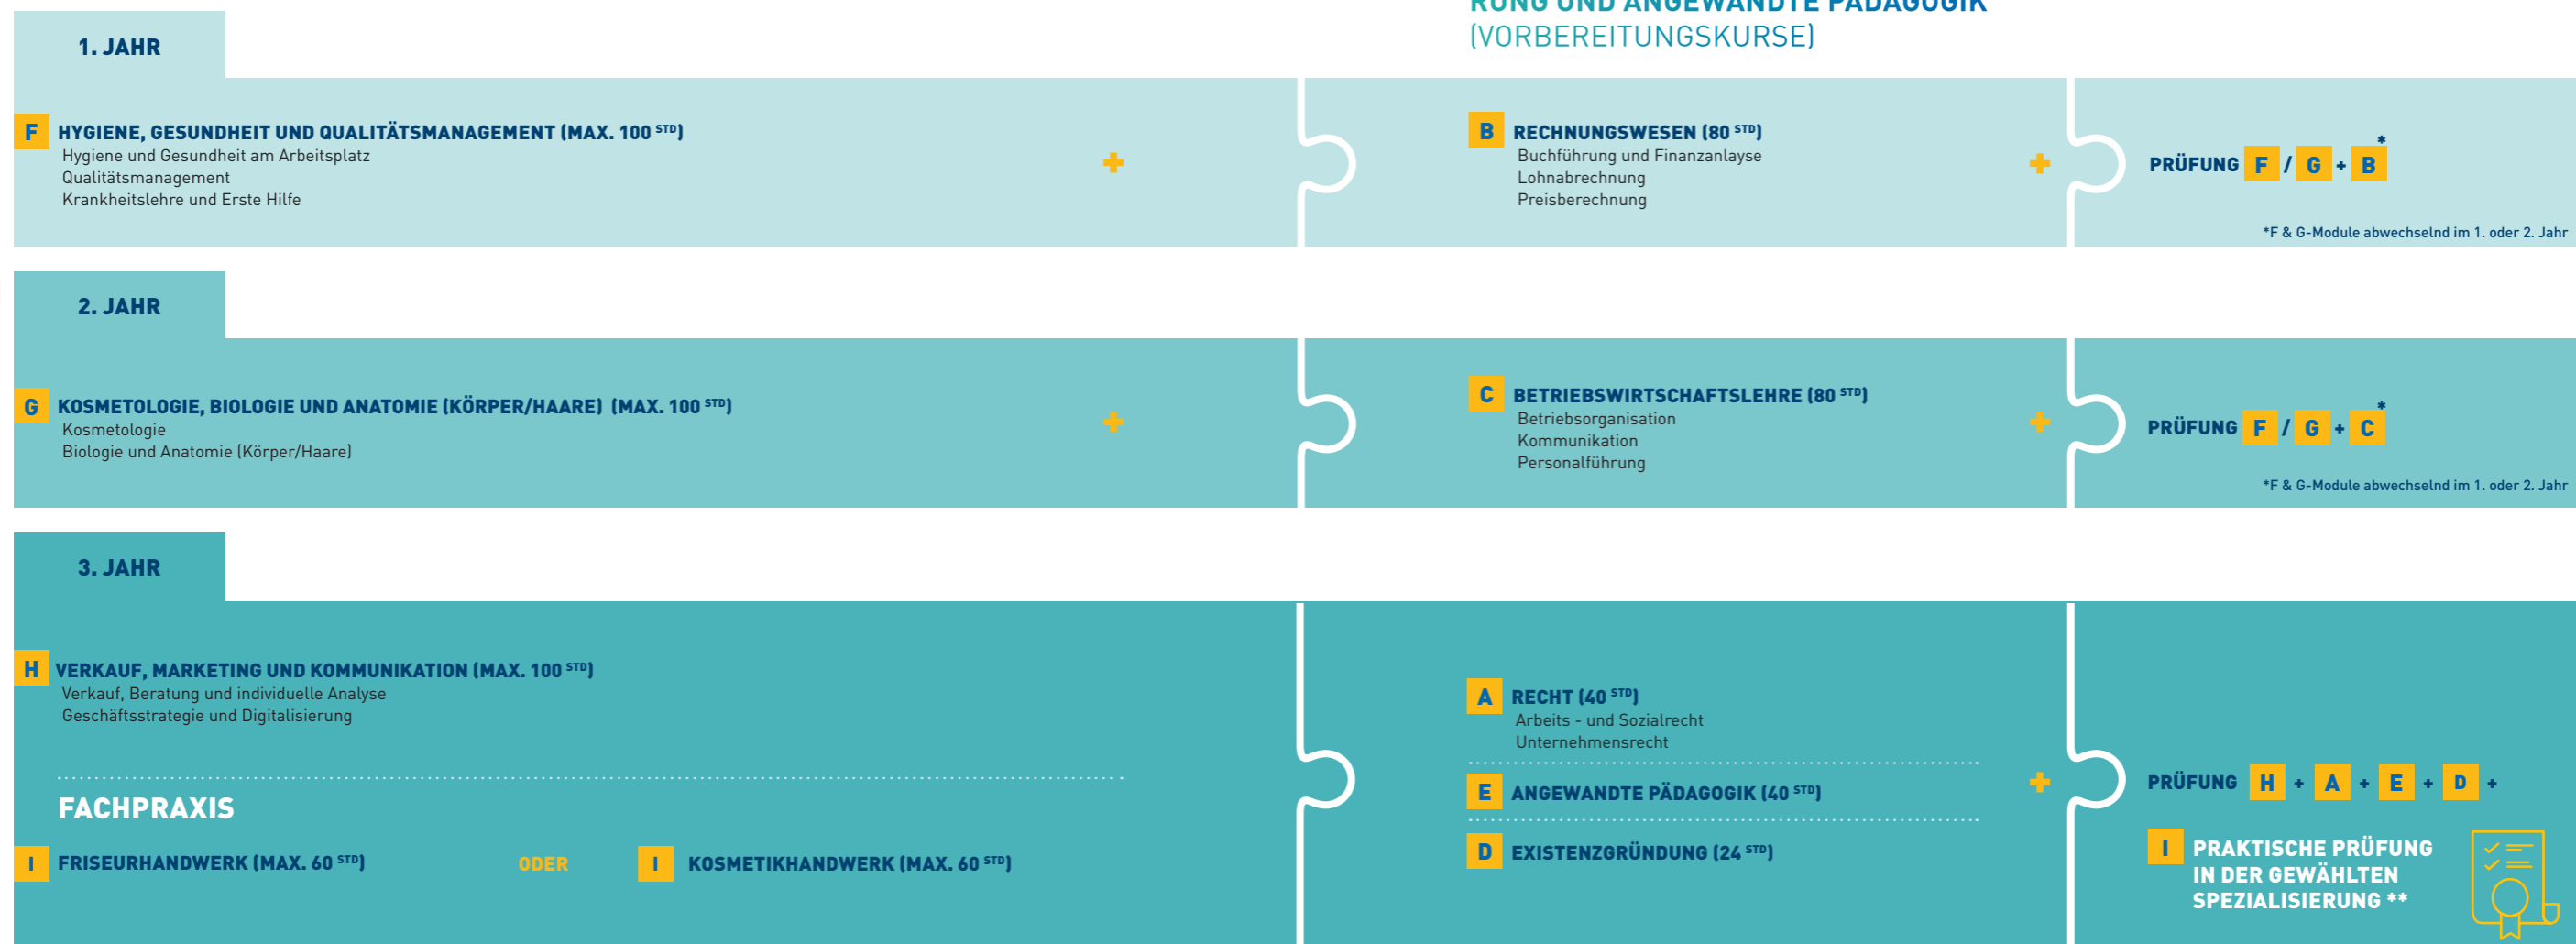 RUNG UND ANGEWANDTE PÄDAGOGIK
(VORBEREITUNGSKURSE)
1. JAHR
F HYGIENE, GESUNDHEIT UND QUALITÄTSMANAGEMENT (MAX. 100 STD)
Hygiene und Gesundheit am Arbeitsplatz
Qualitätsmanagement
Krankheitslehre und Erste Hilfe
+
B RECHNUNGSWESEN (80 STD)
Buchführung und Finanzanlayse
Lohnabrechnung
Preisberechnung
+
PRÜFUNG F / G + B *
*F & G-Module abwechselnd im 1. oder 2. Jahr
2. JAHR
G KOSMETOLOGIE, BIOLOGIE UND ANATOMIE (KÖRPER/HAARE) (MAX. 100 STD)
Kosmetologie
Biologie und Anatomie (Körper/Haare)
+
C BETRIEBSWIRTSCHAFTSLEHRE (80 STD)
Betriebsorganisation
Kommunikation
Personalführung
+
PRÜFUNG F / G + C *
*F & G-Module abwechselnd im 1. oder 2. Jahr
3. JAHR
H VERKAUF, MARKETING UND KOMMUNIKATION (MAX. 100 STD)
Verkauf, Beratung und individuelle Analyse
Geschäftsstrategie und Digitalisierung
FACHPRAXIS
I FRISEURHANDWERK (MAX. 60 STD) ODER I KOSMETIKHANDWERK (MAX. 60 STD)
A RECHT (40 STD)
Arbeits - und Sozialrecht
Unternehmensrecht
E ANGEWANDTE PÄDAGOGIK (40 STD)
D EXISTENZGRÜNDUNG (24 STD)
+
PRÜFUNG H + A + E + D +
I PRAKTISCHE PRÜFUNG
IN DER GEWÄHLTEN
SPEZIALISIERUNG **